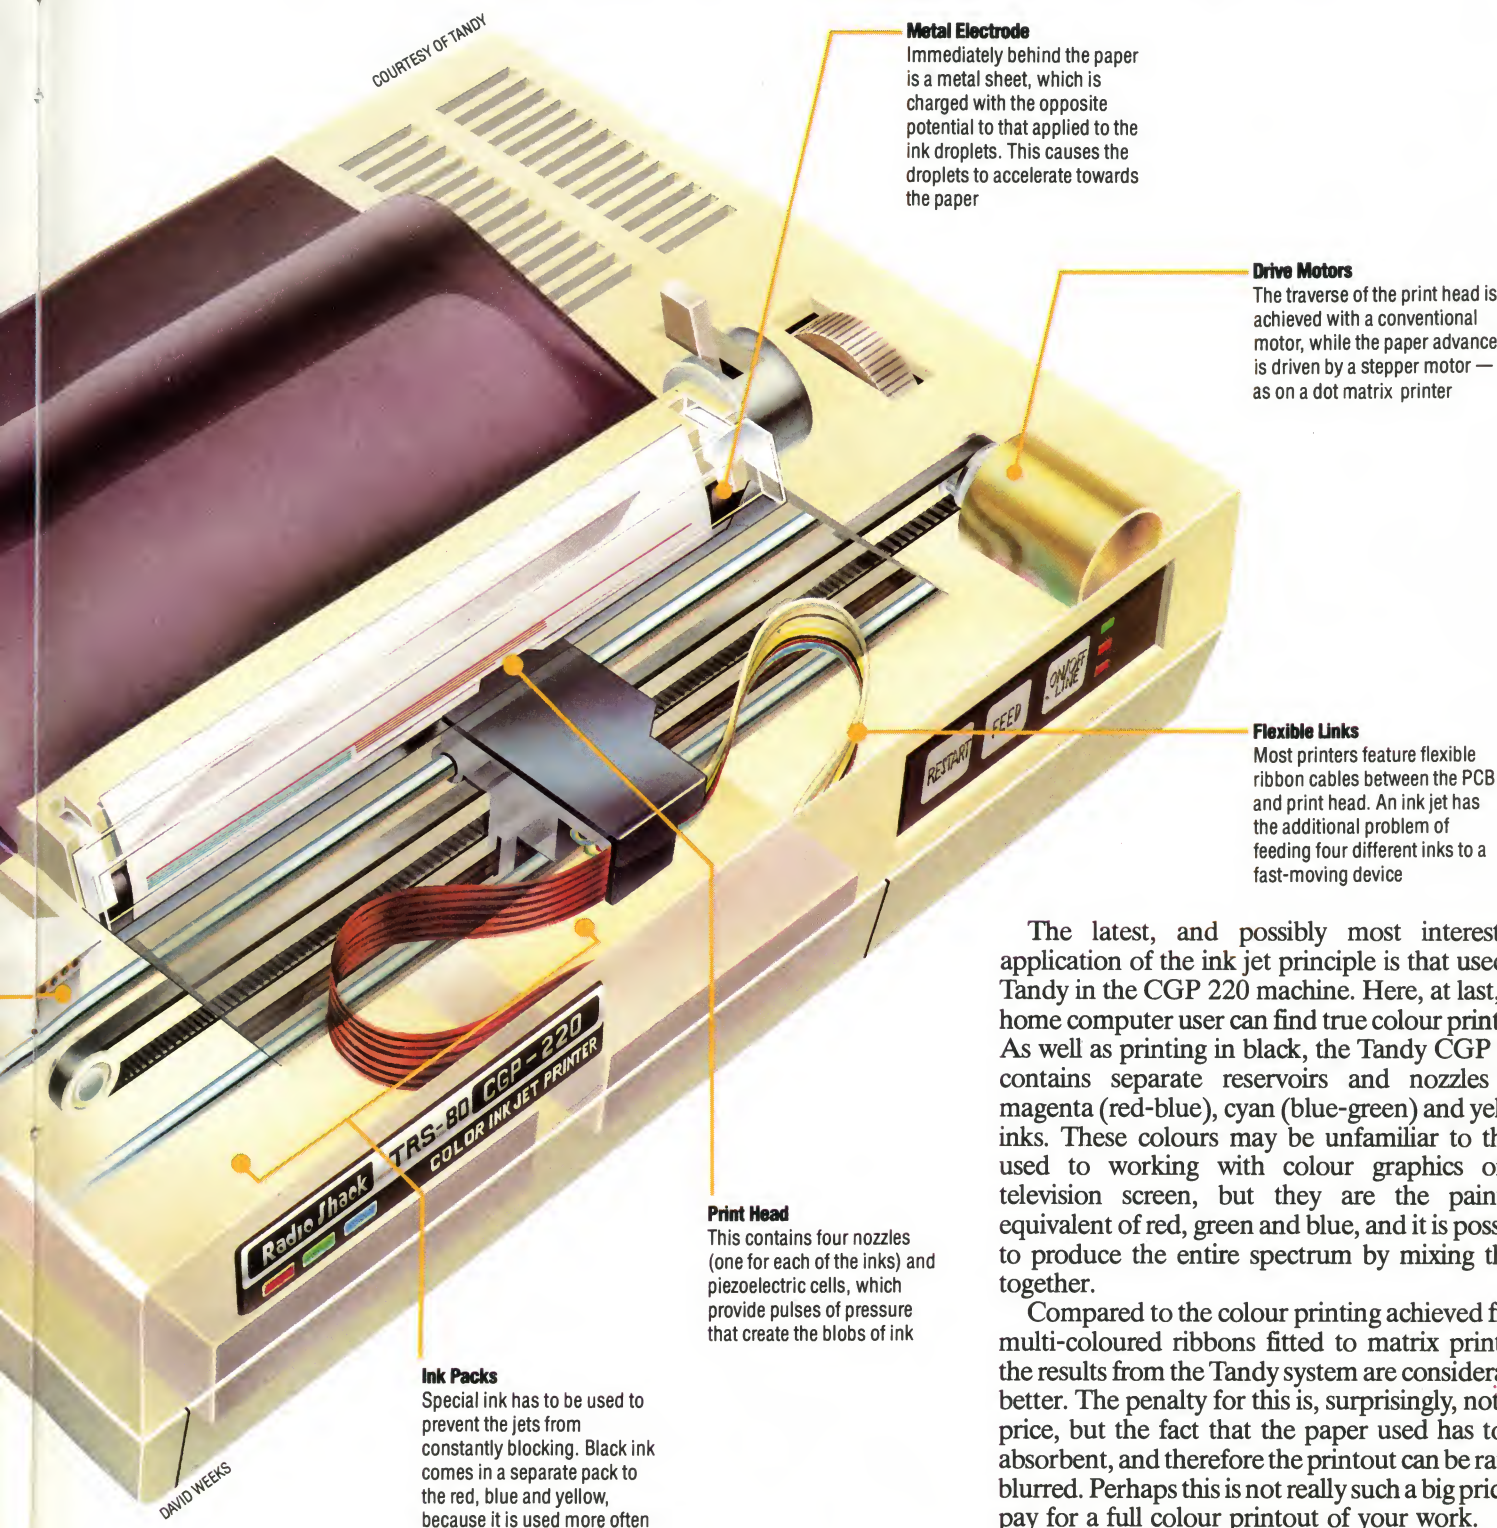 COURTESY OF TANDY
Metal Electrode
Immediately behind the paper
is a metal sheet, which is
charged with the opposite
potential to that applied to the
ink droplets. This causes the
droplets to accelerate towards
the paper
Drive Motors
The traverse of the print head is
achieved with a conventional
motor, while the paper advance
is driven by a stepper motor —
as on a dot matrix printer
RESTART
FEED
ON/OFF
LINE
Flexible Links
Most printers feature flexible
ribbon cables between the PCB
and print head. An ink jet has
the additional problem of
feeding four different inks to a
fast-moving device
Radio Shack
TRS-80 CGP-220
COLOR INK JET PRINTER
Print Head
This contains four nozzles
(one for each of the inks) and
piezoelectric cells, which
provide pulses of pressure
that create the blobs of ink
Ink Packs
Special ink has to be used to
prevent the jets from
constantly blocking. Black ink
comes in a separate pack to
the red, blue and yellow,
because it is used more often
DAVID WEEKS
The latest, and possibly most interest
application of the ink jet principle is that used
Tandy in the CGP 220 machine. Here, at last,
home computer user can find true colour print
As well as printing in black, the Tandy CGP
contains separate reservoirs and nozzles
magenta (red-blue), cyan (blue-green) and yel
inks. These colours may be unfamiliar to th
used to working with colour graphics o
television screen, but they are the pain
equivalent of red, green and blue, and it is poss
to produce the entire spectrum by mixing th
together.
Compared to the colour printing achieved f
multi-coloured ribbons fitted to matrix print
the results from the Tandy system are considera
better. The penalty for this is, surprisingly, not
price, but the fact that the paper used has to
absorbent, and therefore the printout can be ra
blurred. Perhaps this is not really such a big pric
pay for a full colour printout of your work.